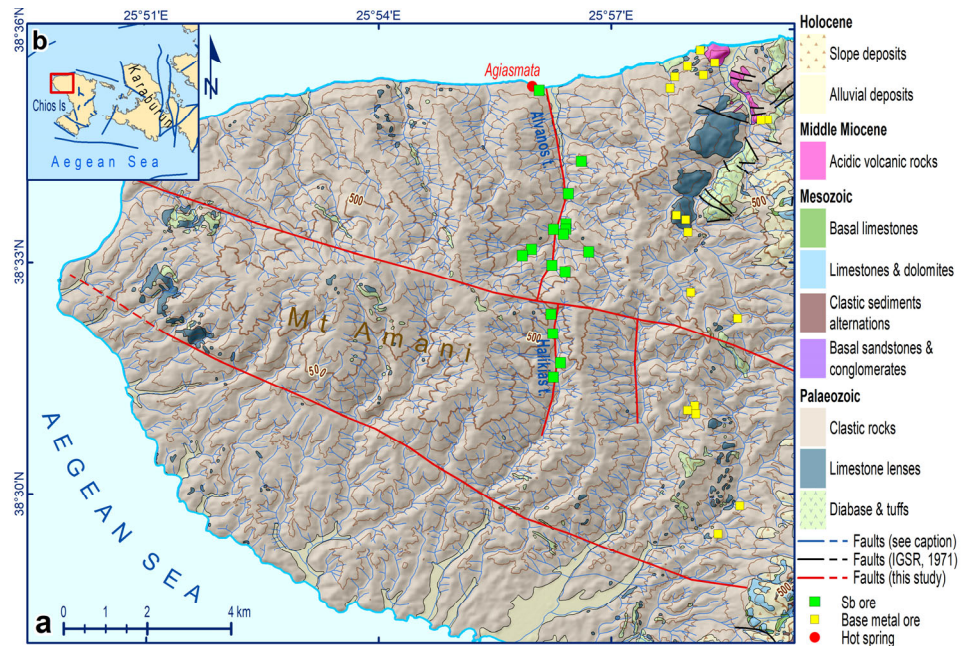 25°51'E
25°54'E
25°57'E
38°36'N
38°33'N
38°30'N
b
N
Karaburun
Chios Is
Aegean Sea
Agiasmata
Alvanos t.
500
500
500
Mt Amani
500
Haliklas t.
500
500
AEGEAN SEA
0 1 2 4 km
a
Holocene
Slope deposits
Alluvial deposits
Middle Miocene
Acidic volcanic rocks
Mesozoic
Basal limestones
Limestones & dolomites
Clastic sediments
alternations
Basal sandstones &
conglomerates
Palaeozoic
Clastic rocks
Limestone lenses
Diabase & tuffs
Faults (see caption)
Faults (IGSR, 1971)
Faults (this study)
Sb ore
Base metal ore
Hot spring